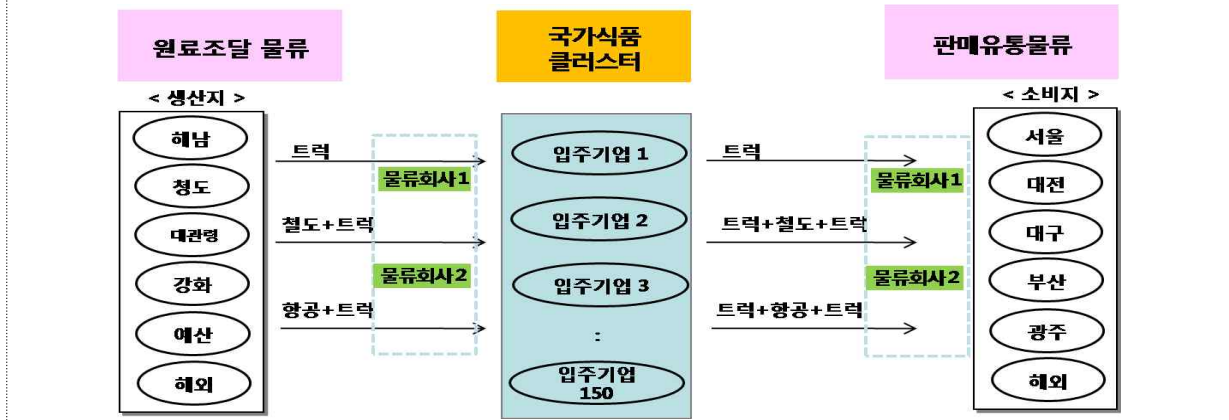 원료조달 물류
국가식품
클러스터
판매유통물류
< 생산지 >
< 소비지 >
해남
청도
대관령
강화
예산
해외
트럭
물류회사1
철도+트럭
물류회사2
항공+트럭
입주기업 1
입주기업 2
입주기업 3
:
입주기업
150
트럭
물류회사1
트럭+철도+트럭
물류회사2
트럭+항공+트럭
서울
대전
대구
부산
광주
해외